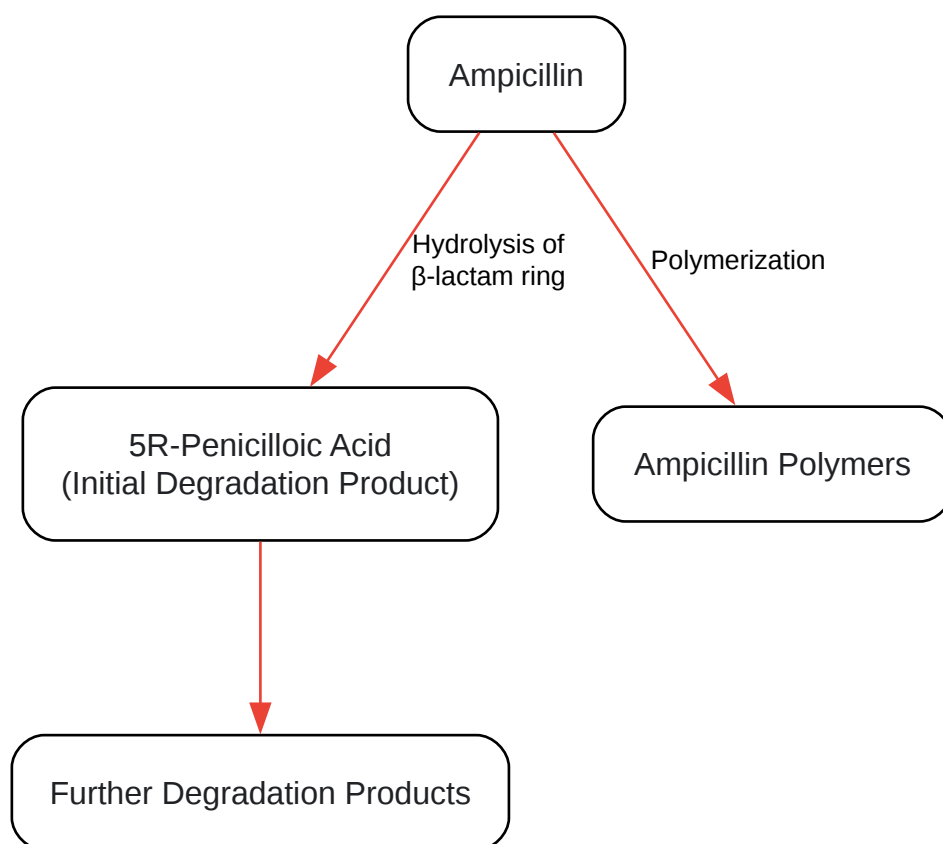 Ampicillin
Hydrolysis of
β-lactam ring
Polymerization
5R-Penicilloic Acid
(Initial Degradation Product)
Ampicillin Polymers
Further Degradation Products